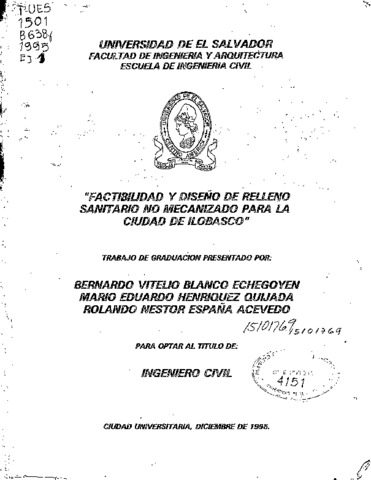 T-UES
1501
B638f
1995
Ej 1
UNIVERSIDAD DE EL SALVADOR
FACULTAD DE INGENIERIA Y ARQUITECTURA
ESCUELA DE INGENIERIA CIVIL
"FACTIBILIDAD Y DISEÑO DE RELLENO
SANITARIO NO MECANIZADO PARA LA
CIUDAD DE ILOBASCO"
TRABAJO DE GRADUACION PRESENTADO POR:
BERNARDO VITELIO BLANCO ECHEGOYEN
MARIO EDUARDO HENRIQUEZ QUIJADA
ROLANDO NESTOR ESPAÑA ACEVEDO
15101769 15101769
PARA OPTAR AL TITULO DE:
INGENIERO CIVIL
4151
CIUDAD UNIVERSITARIA, DICIEMBRE DE 1995.